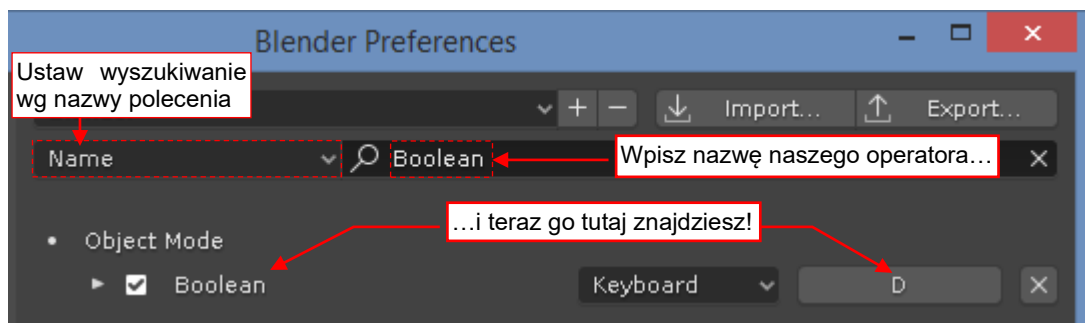 Blender Preferences
Ustaw wyszukiwanie
wg nazwy polecenia
Import...
Export...
Name
Boolean
Wpisz nazwę naszego operatora…
…i teraz go tutaj znajdziesz!
Object Mode
Boolean
Keyboard
D